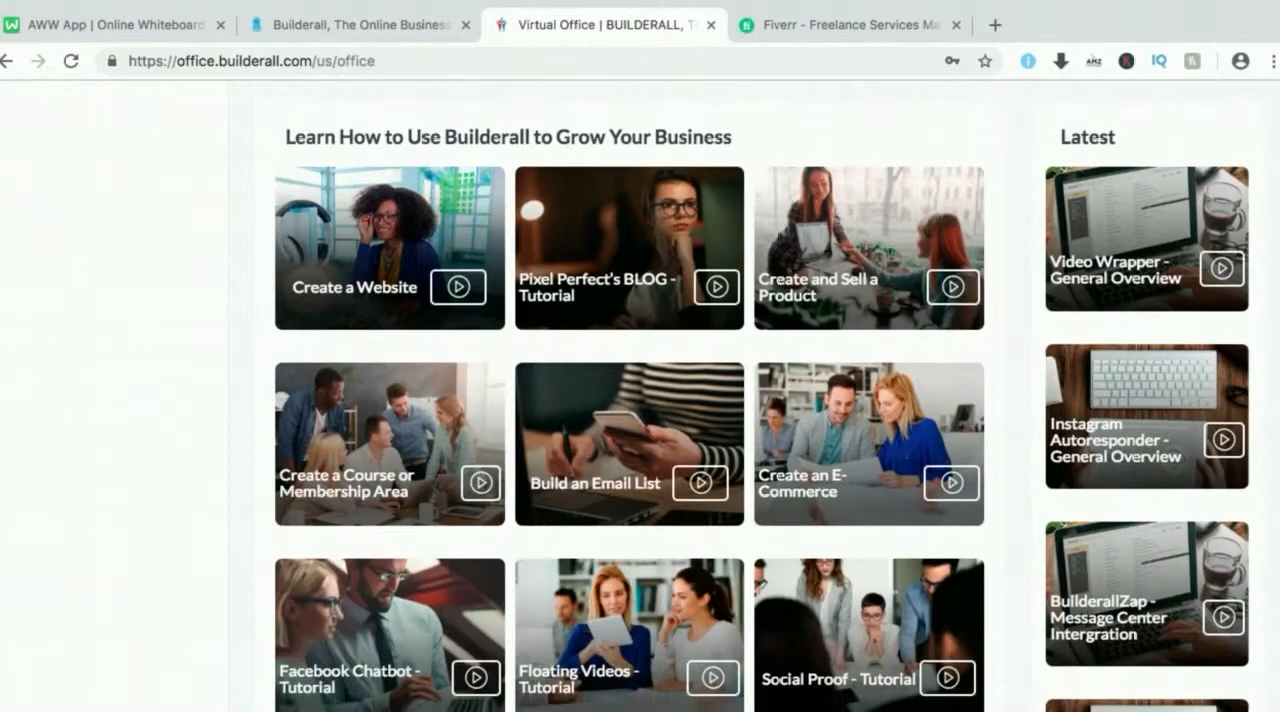 AWW App | Online Whiteboard
Builderall, The Online Business
Virtual Office | BUILDERALL, T
Fiverr - Freelance Services Ma
https://office.builderall.com/us/office
AMZ
K
IQ
Learn How to Use Builderall to Grow Your Business
Latest
Create a Website
Pixel Perfect's BLOG -
Tutorial
Create and Sell a
Product
Video Wrapper -
General Overview
Create a Course or
Membership Area
Build an Email List
Create an E-
Commerce
Instagram
Autoresponder -
General Overview
Facebook Chatbot -
Tutorial
Floating Videos -
Tutorial
Social Proof - Tutorial
BuilderallZap -
Message Center
Intergration